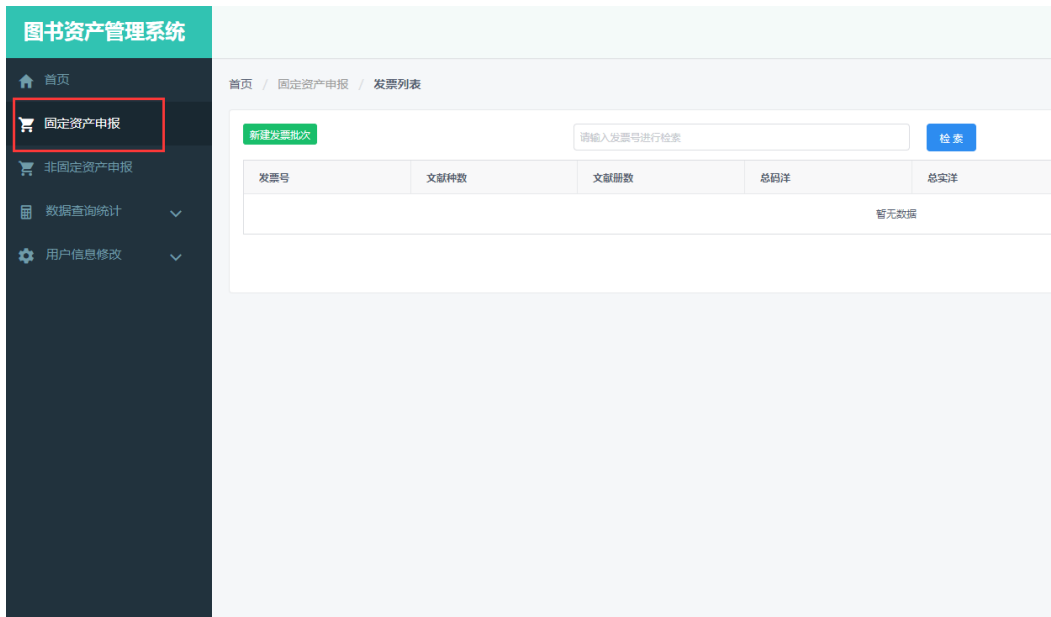 图书资产管理系统
首页
固定资产申报
非固定资产申报
数据查询统计
用户信息修改
首页 / 固定资产申报 / 发票列表
新建发票批次 请输入发票号进行检索 检 索
发票号 文献种数 文献册数 总码洋 总实洋
暂无数据